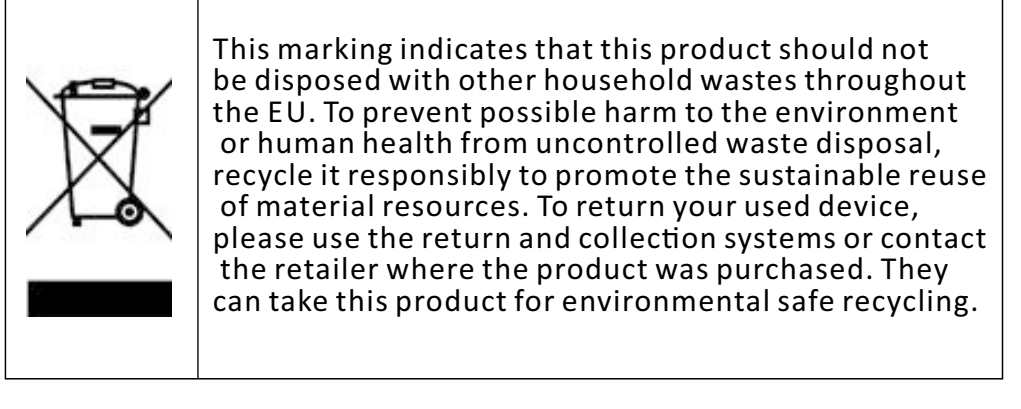 This marking indicates that this product should not
be disposed with other household wastes throughout
the EU. To prevent possible harm to the environment
or human health from uncontrolled waste disposal,
recycle it responsibly to promote the sustainable reuse
of material resources. To return your used device,
please use the return and collection systems or contact
the retailer where the product was purchased. They
can take this product for environmental safe recycling.